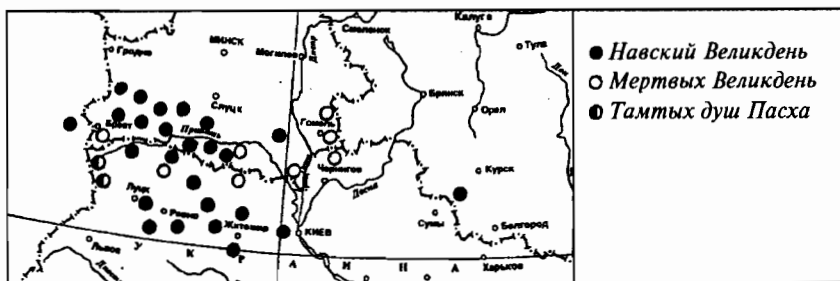 Смоленск
Калуга
Тула
Гродно
МИНСК
Могилев
Днепр
Дон
Слуцк
Брянск
Орел
Брест
Припять
Гомель
Чернигов
Десна
Курск
Луцк
Ровно
Житомир
КИЕВ
Сумы
Белгород
Львов
Харьков
У К Р А И Н А
Навский Великдень
Мертвых Великдень
Тамтых душ Пасха